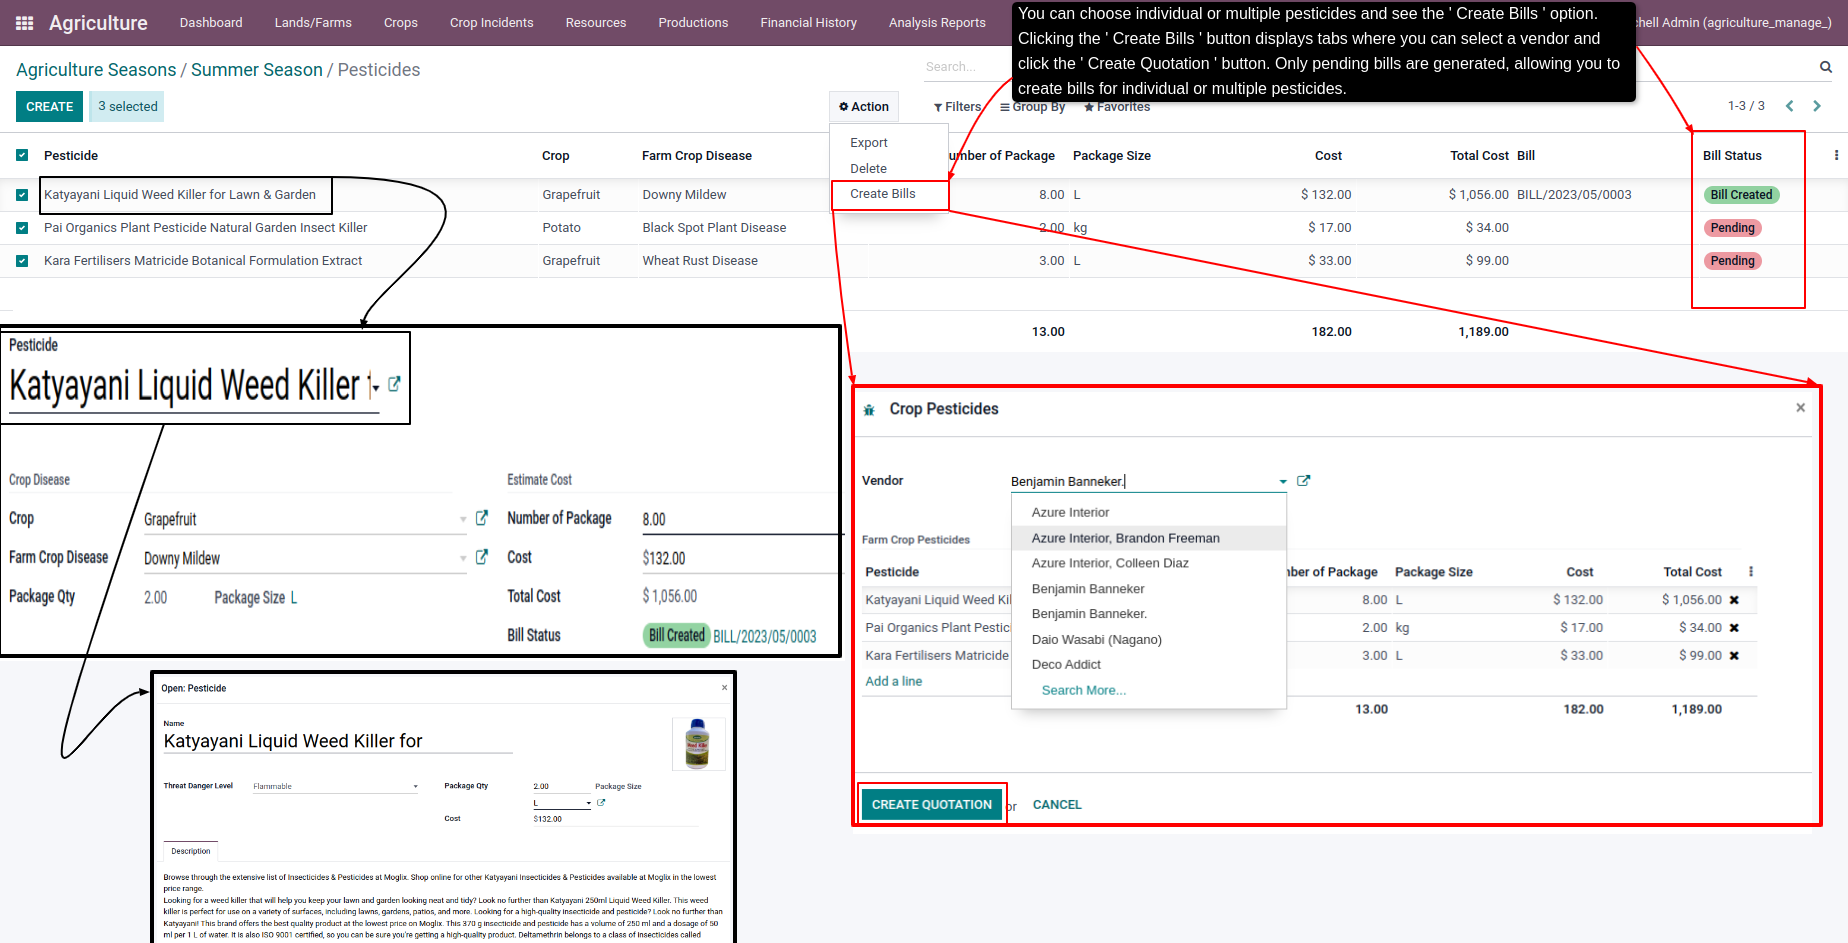 Agriculture Dashboard Lands/Farms Crops Crop Incidents Resources Productions Financial History Analysis Reports
chell Admin (agriculture_manage_)
You can choose individual or multiple pesticides and see the ' Create Bills ' option.
Clicking the ' Create Bills ' button displays tabs where you can select a vendor and
click the ' Create Quotation ' button. Only pending bills are generated, allowing you to
create bills for individual or multiple pesticides.
Agriculture Seasons / Summer Season / Pesticides
Search...
CREATE 3 selected Action Filters Group By Favorites 1-3 / 3
Export
Delete
Create Bills
Pesticide Crop Farm Crop Disease umber of Package Package Size Cost Total Cost Bill Bill Status
Katyayani Liquid Weed Killer for Lawn & Garden Grapefruit Downy Mildew 8.00 L $ 132.00 $ 1,056.00 BILL/2023/05/0003 Bill Created
Pai Organics Plant Pesticide Natural Garden Insect Killer Potato Black Spot Plant Disease 2.00 kg $ 17.00 $ 34.00 Pending
Kara Fertilisers Matricide Botanical Formulation Extract Grapefruit Wheat Rust Disease 3.00 L $ 33.00 $ 99.00 Pending
13.00 182.00 1,189.00
Pesticide
Katyayani Liquid Weed Killer f
Crop Disease Estimate Cost
Crop Grapefruit Number of Package 8.00
Farm Crop Disease Downy Mildew Cost $132.00
Package Qty 2.00 Package Size L Total Cost $ 1,056.00
Bill Status Bill Created BILL/2023/05/0003
Crop Pesticides ×
Vendor Benjamin Banneker.
Azure Interior
Azure Interior, Brandon Freeman
Azure Interior, Colleen Diaz
Benjamin Banneker
Benjamin Banneker.
Daio Wasabi (Nagano)
Deco Addict
Search More...
Farm Crop Pesticides
Pesticide ber of Package Package Size Cost Total Cost
Katyayani Liquid Weed Kil 8.00 L $ 132.00 $ 1,056.00
Pai Organics Plant Pestic 2.00 kg $ 17.00 $ 34.00
Kara Fertilisers Matricide 3.00 L $ 33.00 $ 99.00
Add a line
13.00 182.00 1,189.00
CREATE QUOTATION or CANCEL
Open: Pesticide ×
Name
Katyayani Liquid Weed Killer for
Weed Killer
Threat Danger Level Flammable Package Qty 2.00 Package Size
L
Cost $132.00
Description
Browse through the extensive list of Insecticides & Pesticides at Moglix. Shop online for other Katyayani Insecticides & Pesticides available at Moglix in the lowest
price range.
Looking for a weed killer that will help you keep your lawn and garden looking neat and tidy? Look no further than Katyayani 250ml Liquid Weed Killer. This weed
killer is perfect for use on a variety of surfaces, including lawns, gardens, patios, and more. Looking for a high-quality insecticide and pesticide? Look no further than
Katyayani! This brand offers the best quality product at the lowest price on Moglix. This 370 g insecticide and pesticide has a volume of 250 ml and a dosage of 50
ml per 1 L of water. It is also ISO 9001 certified, so you can be sure you're getting a high-quality product. Deltamethrin belongs to a class of insecticides called